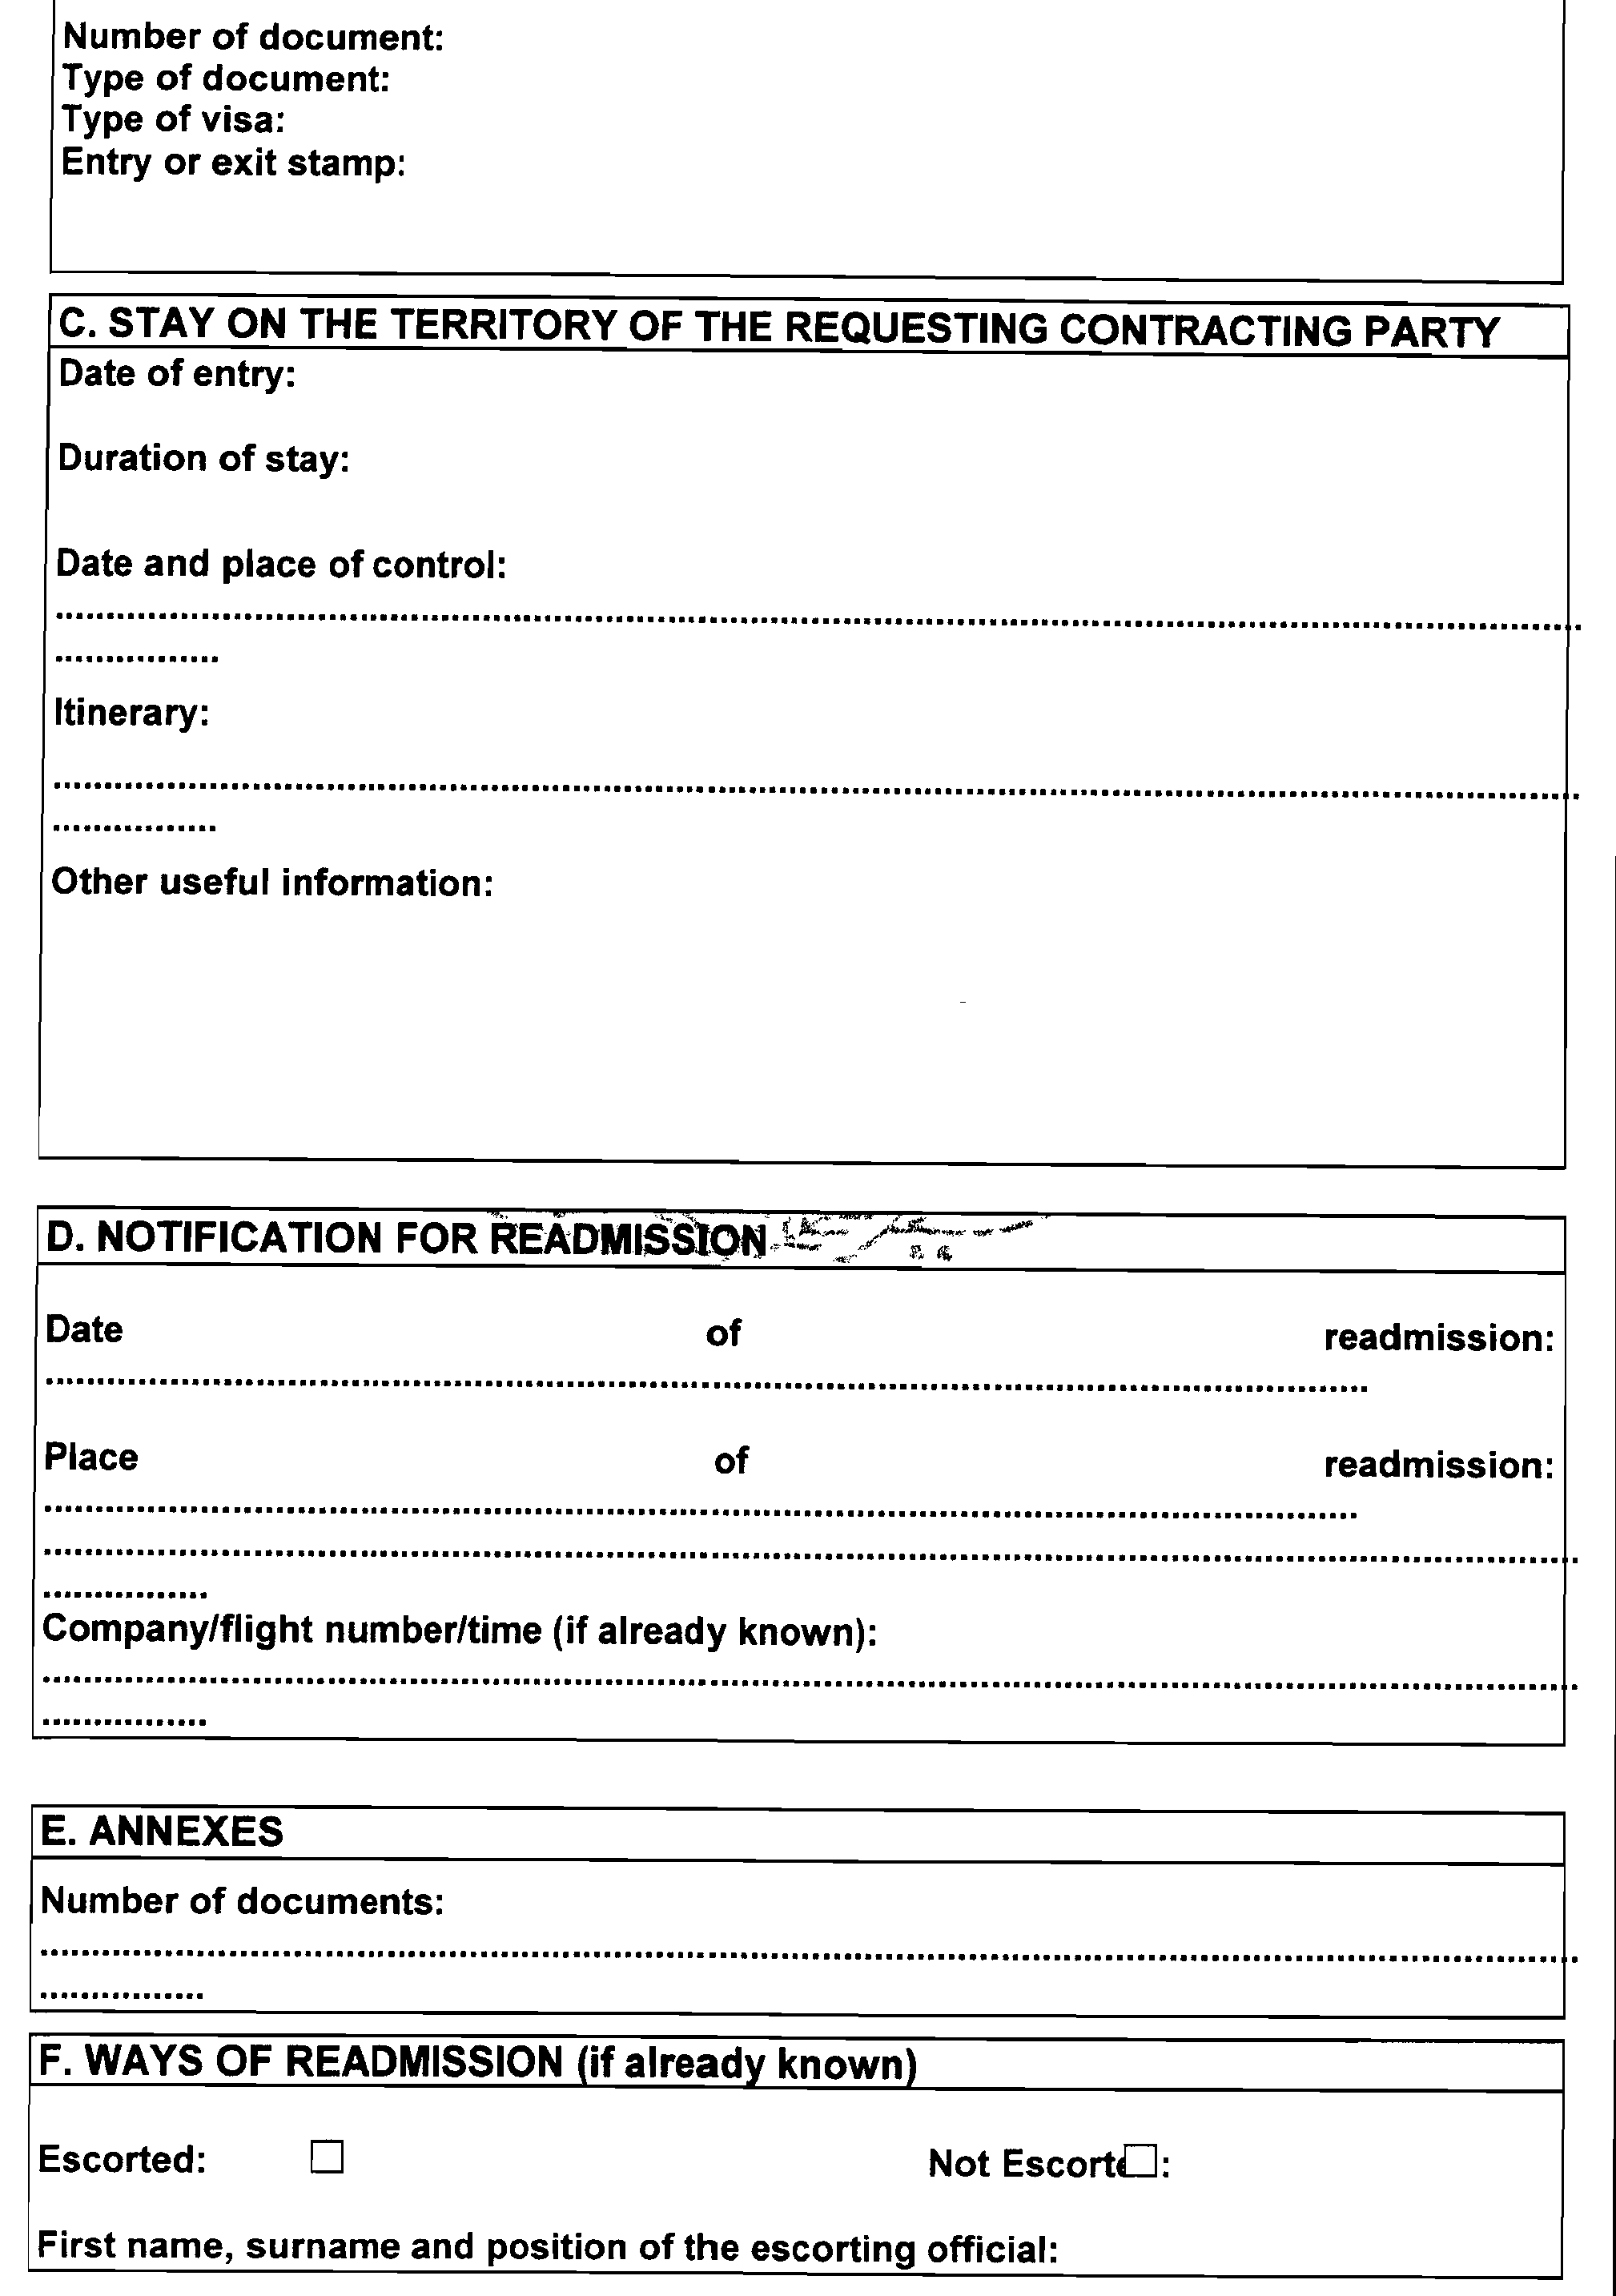 Number of document:
Type of document:
Type of visa:
Entry or exit stamp:
C. STAY ON THE TERRITORY OF THE REQUESTING CONTRACTING PARTY
Date of entry:
Duration of stay:
Date and place of control:
................................................................................
................
Itinerary:
................................................................................
................
Other useful information:
D. NOTIFICATION FOR READMISSION
Date of readmission:
................................................................................
Place of readmission:
................................................................................
................................................................................
................
Company/flight number/time (if already known):
................................................................................
................
E. ANNEXES
Number of documents:
................................................................................
................
F. WAYS OF READMISSION (if already known)
Escorted: ☐ Not Escorte☐:
First name, surname and position of the escorting official: